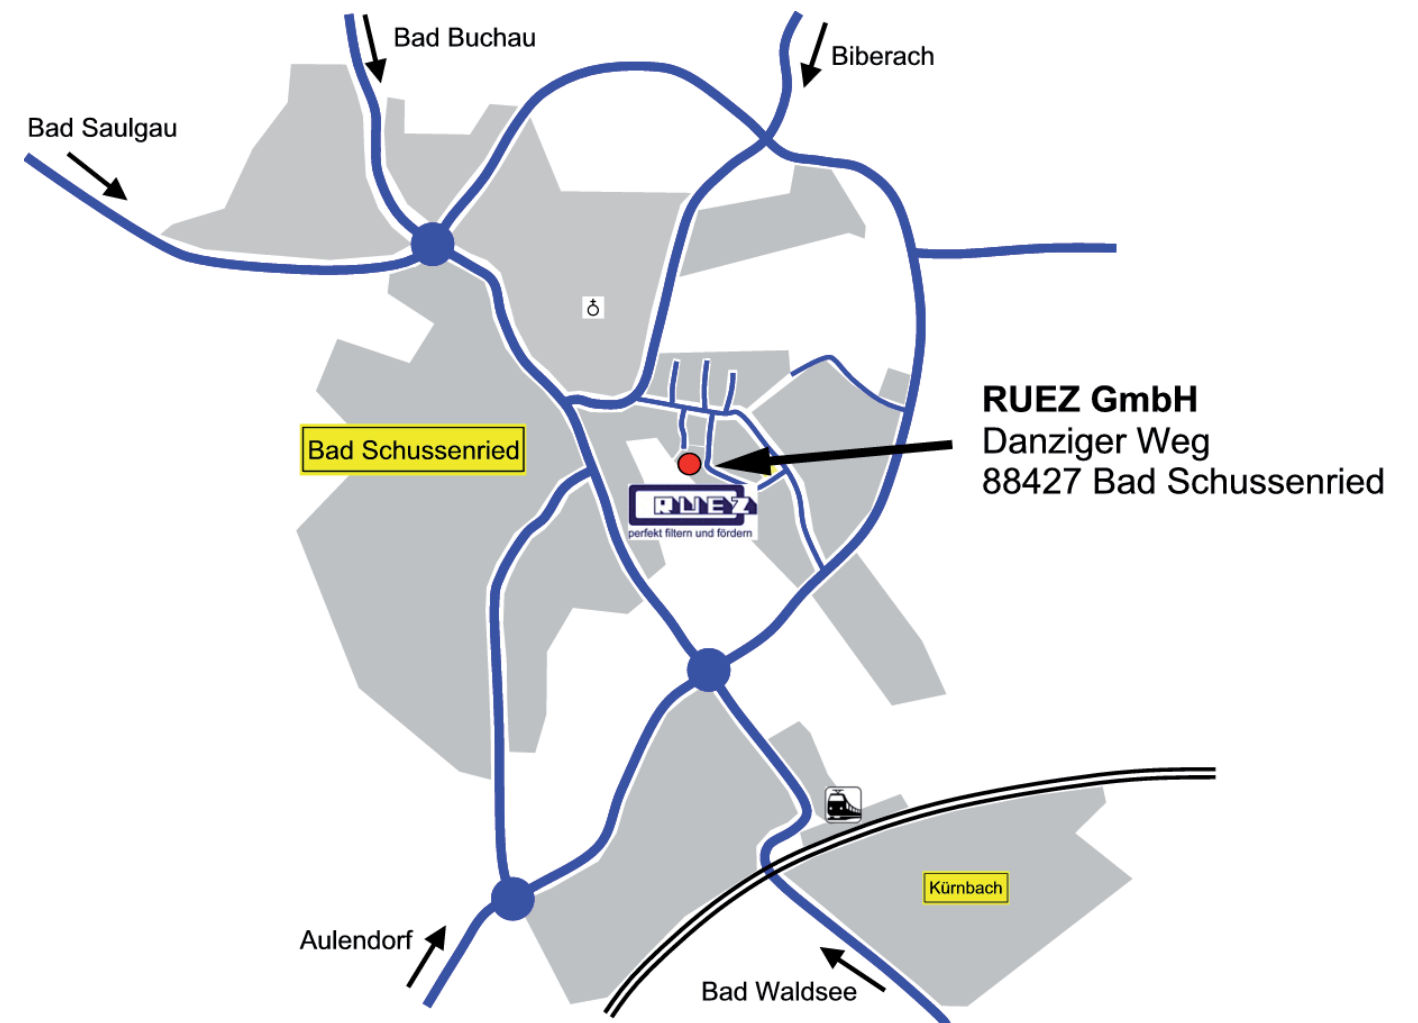 Bad Buchau
Biberach
Bad Saulgau
RUEZ GmbH
Danziger Weg
88427 Bad Schussenried
Bad Schussenried
RUEZ
perfekt filtern und fördern
Kürnbach
Aulendorf
Bad Waldsee